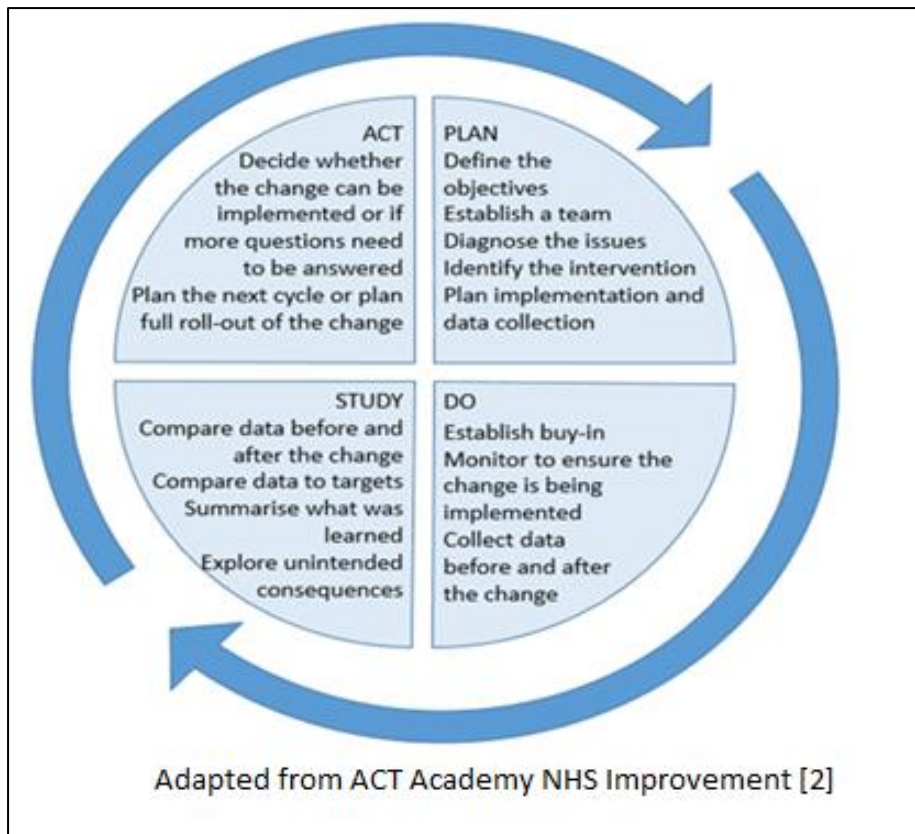 ACT
Decide whether
the change can be
implemented or if
more questions need
to be answered
Plan the next cycle or plan
full roll-out of the change
PLAN
Define the
objectives
Establish a team
Diagnose the issues
Identify the intervention
Plan implementation and
data collection
STUDY
Compare data before and
after the change
Compare data to targets
Summarise what was
learned
Explore unintended
consequences
DO
Establish buy-in
Monitor to ensure the
change is being
implemented
Collect data
before and after
the change
Adapted from ACT Academy NHS Improvement [2]